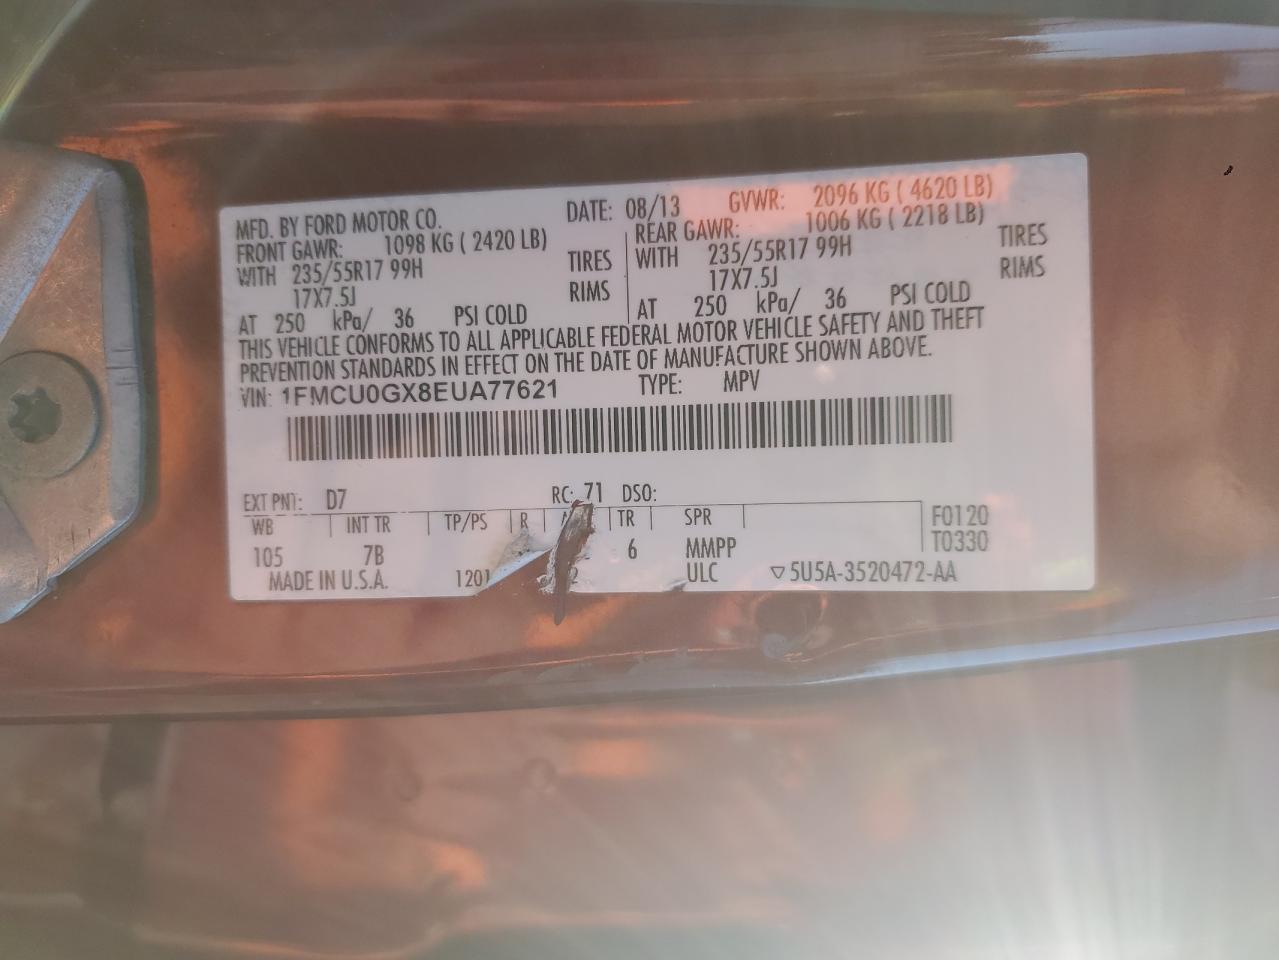 MFD. BY FORD MOTOR CO. DATE: 08/13 GVWR: 2096 KG ( 4620 LB)
FRONT GAWR: 1098 KG ( 2420 LB) REAR GAWR: 1006 KG ( 2218 LB)
WITH 235/55R17 99H TIRES WITH 235/55R17 99H TIRES
17X7.5J RIMS 17X7.5J RIMS
AT 250 kPa/ 36 PSI COLD AT 250 kPa/ 36 PSI COLD
THIS VEHICLE CONFORMS TO ALL APPLICABLE FEDERAL MOTOR VEHICLE SAFETY AND THEFT
PREVENTION STANDARDS IN EFFECT ON THE DATE OF MANUFACTURE SHOWN ABOVE.
VIN: 1FMCU0GX8EUA77621 TYPE: MPV
EXT PNT: D7 RC: 71 DSO:
WB INT TR TP/PS R TR SPR F0120
105 7B 6 MMPP T0330
MADE IN U.S.A. 1201 2 ULC ▽5U5A-3520472-AA